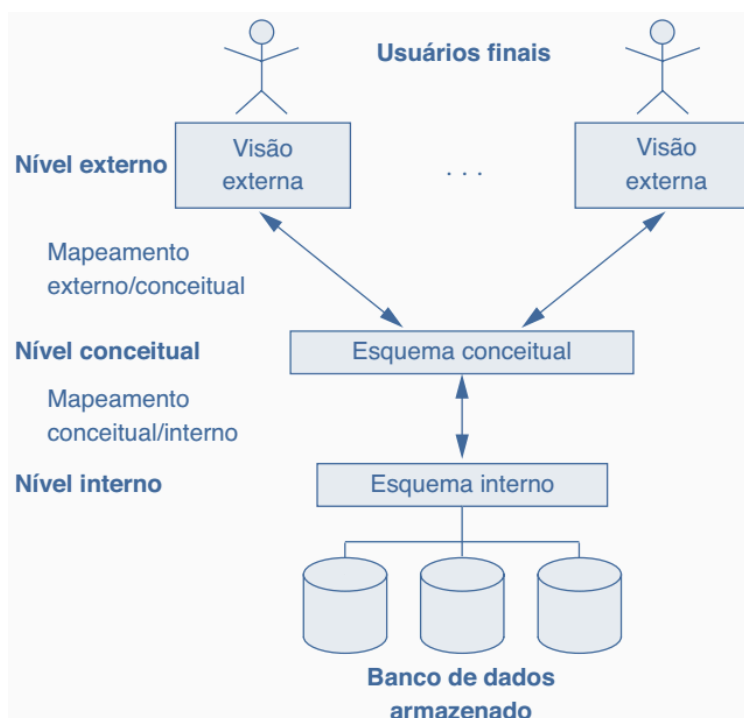 Usuários finais
Nível externo
Visão
externa
. . .
Visão
externa
Mapeamento
externo/conceitual
Nível conceitual
Esquema conceitual
Mapeamento
conceitual/interno
Nível interno
Esquema interno
Banco de dados
armazenado